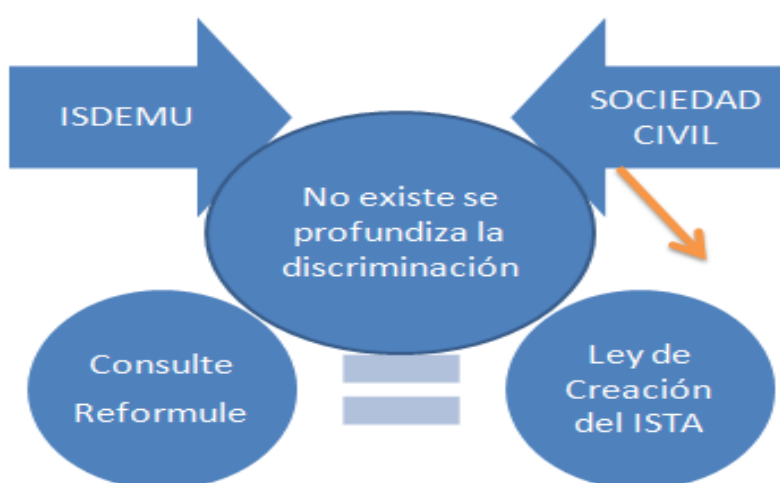 ISDEMU
SOCIEDAD
CIVIL
No existe se
profundiza la
discriminación
Consulte
Reformule
Ley de
Creación
del ISTA